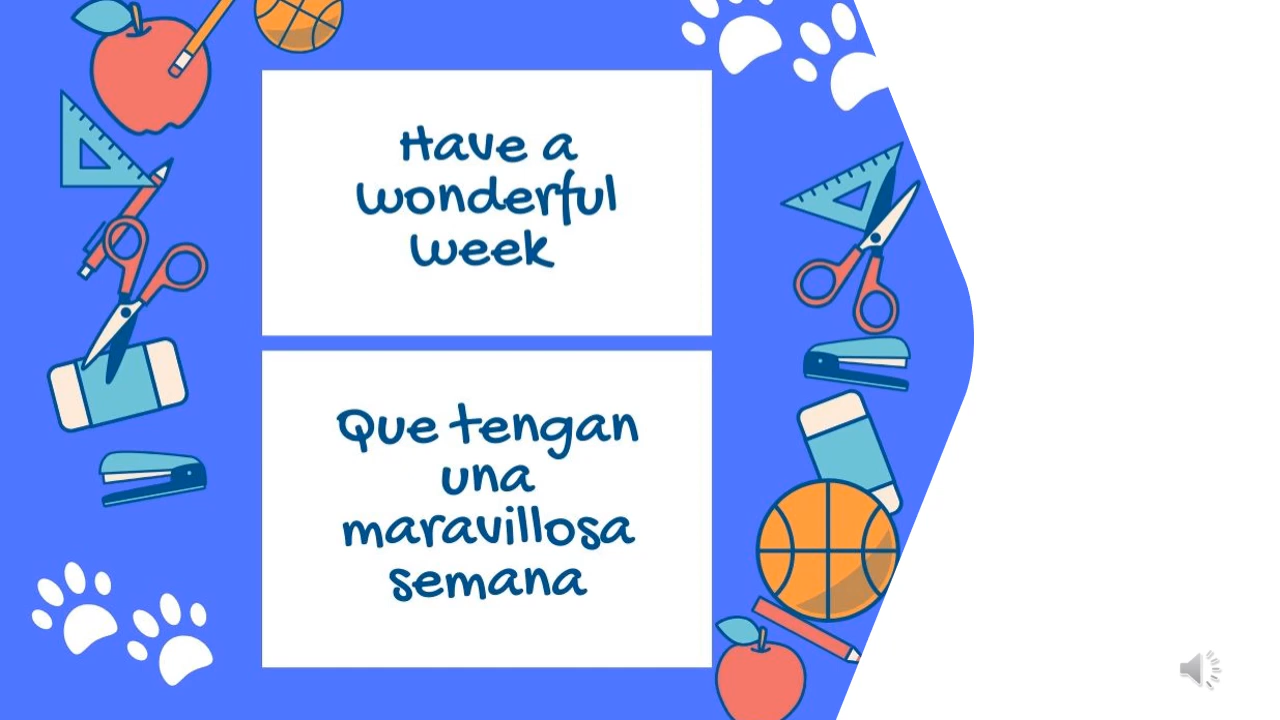 Have a
wonderful
week
Que tengan
una
maravillosa
semana